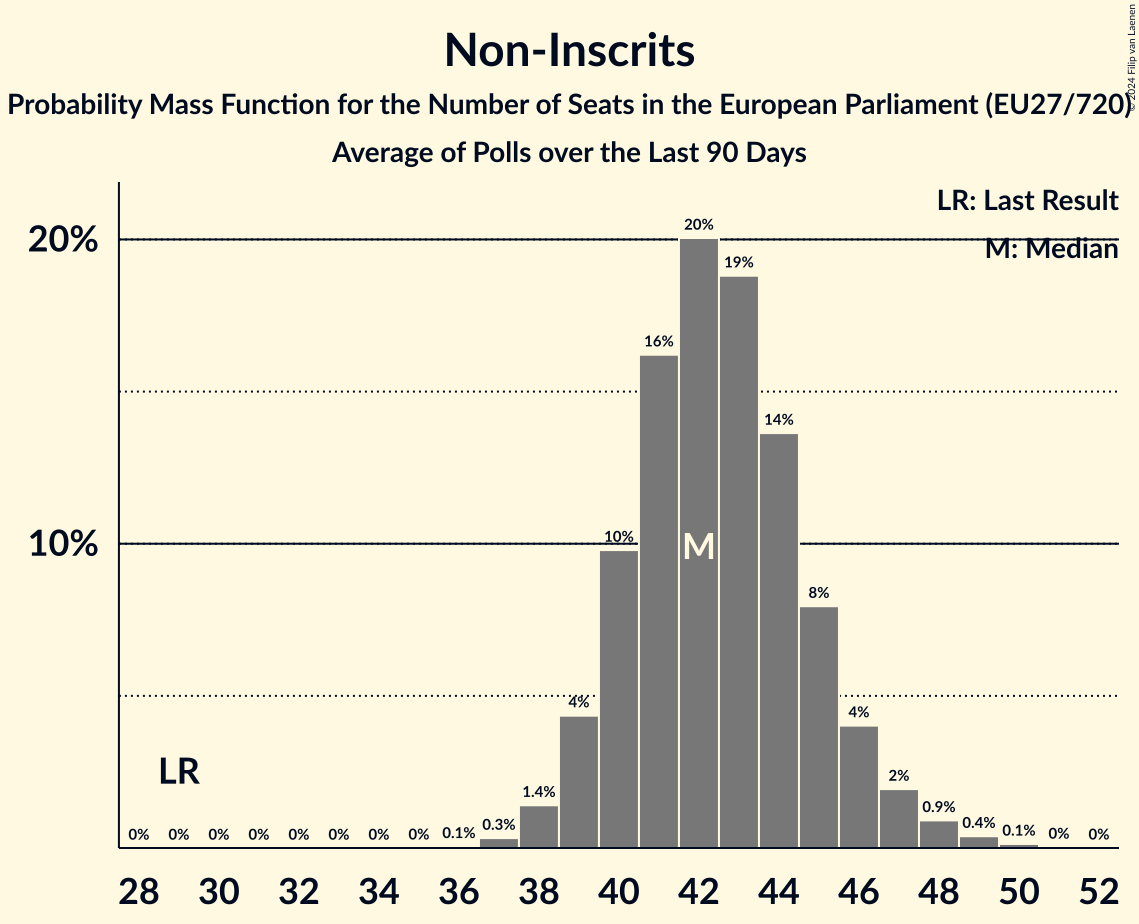 Non-Inscrits
Probability Mass Function for the Number of Seats in the European Parliament (EU27/720)
Average of Polls over the Last 90 Days
© 2024 Filip van Laenen
LR: Last Result
M: Median
20%
10%
0% 0% 0% 0% 0% 0% 0% 0% 0.1% 0.3% 1.4% 4% 10% 16% 20% 19% 14% 8% 4% 2% 0.9% 0.4% 0.1% 0% 0%
LR
M
28 30 32 34 36 38 40 42 44 46 48 50 52